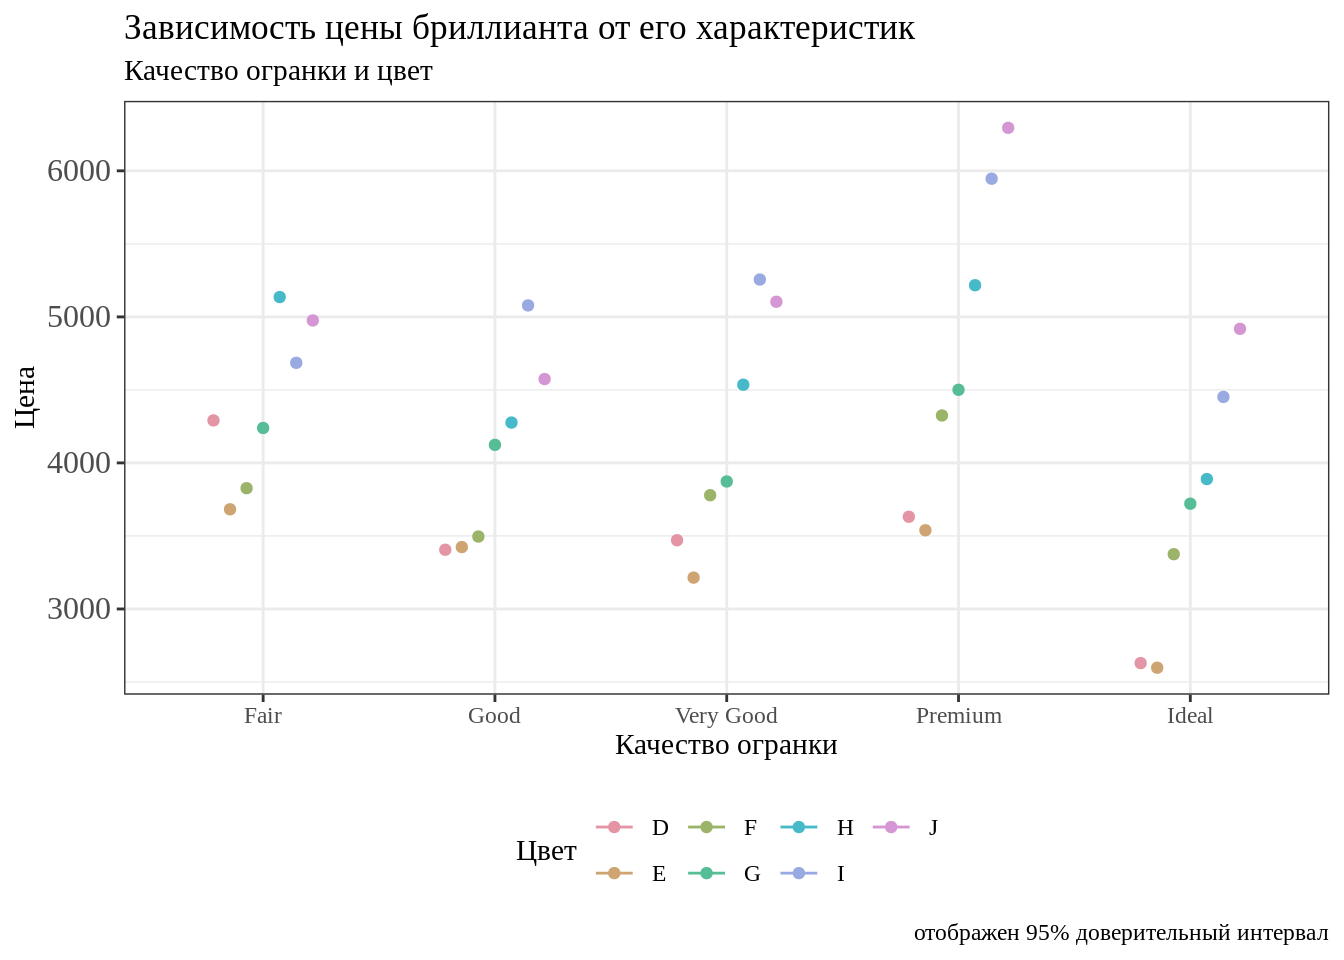 Зависимость цены бриллианта от его характеристик
Качество огранки и цвет
Цена
6000
5000
4000
3000
Fair Good Very Good Premium Ideal
Качество огранки
Цвет
D F H J
E G I
отображен 95% доверительный интервал